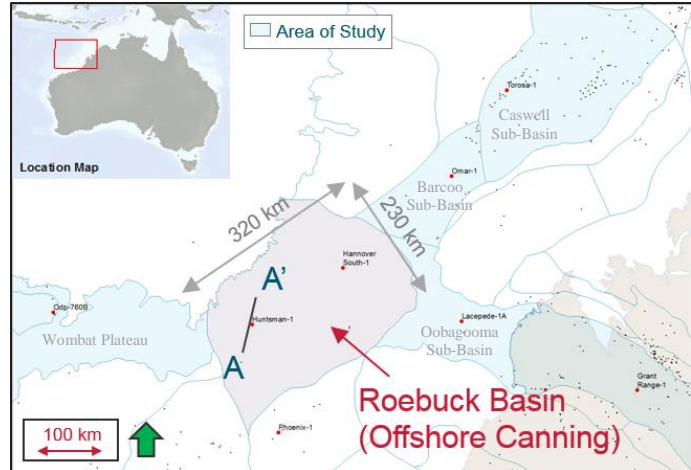 Area of Study
Location Map
Torosa-1
Caswell
Sub-Basin
Omar-1
Barcoo
Sub-Basin
320 km
230 km
Hannover
South-1
A'
Odp-760B
Huntsman-1
Lacepede-1A
Wombat Plateau
Oobagooma
Sub-Basin
A
Grant
Range-1
Roebuck Basin
(Offshore Canning)
100 km
Phoenix-1